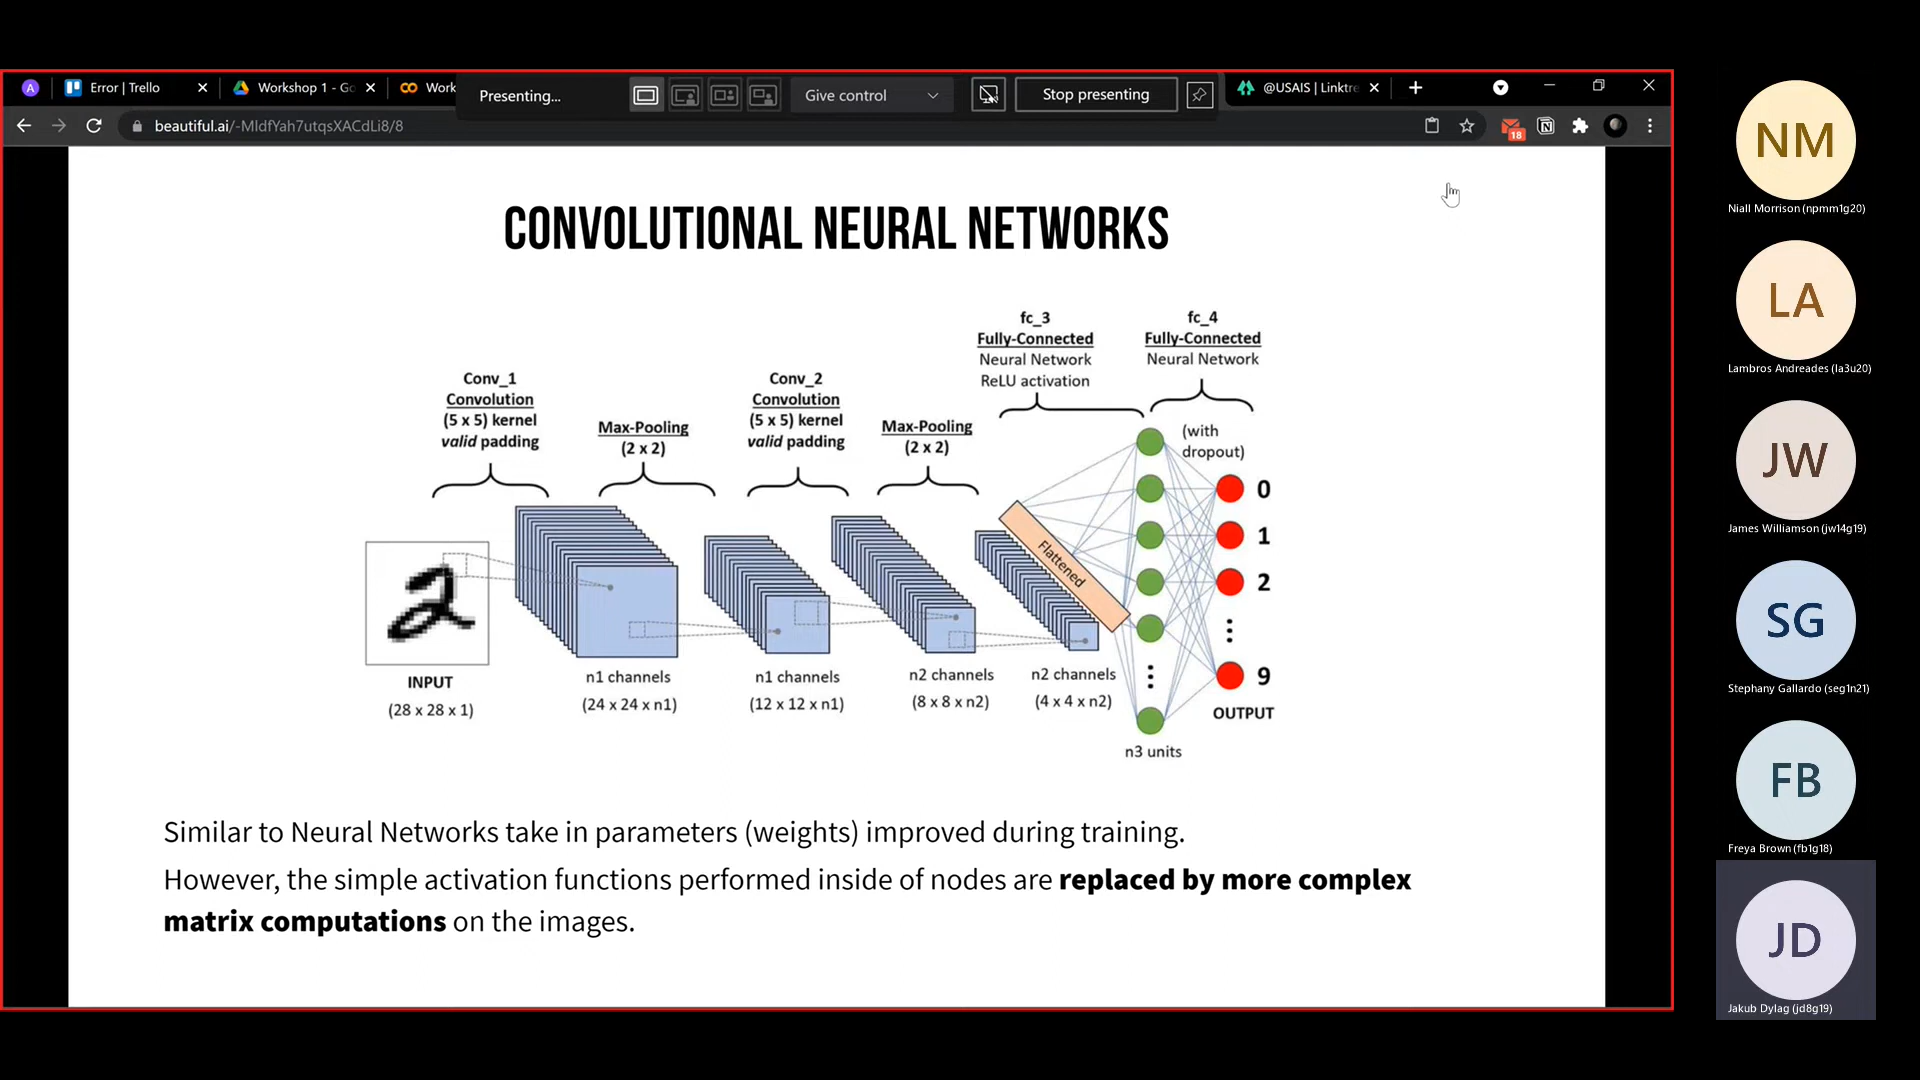 A
Error | Trello
Workshop 1 - Go
Work
Presenting...
Give control
Stop presenting
@USAIS | Linktre
beautiful.ai/-MldfYah7utqsXACdLi8/8
18
CONVOLUTIONAL NEURAL NETWORKS
Conv_1
Convolution
(5 x 5) kernel
valid padding
Max-Pooling
(2 x 2)
Conv_2
Convolution
(5 x 5) kernel
valid padding
Max-Pooling
(2 x 2)
fc_3
Fully-Connected
Neural Network
ReLU activation
fc_4
Fully-Connected
Neural Network
(with
dropout)
Flattened
0
1
2
9
OUTPUT
INPUT
(28 x 28 x 1)
n1 channels
(24 x 24 x n1)
n1 channels
(12 x 12 x n1)
n2 channels
(8 x 8 x n2)
n2 channels
(4 x 4 x n2)
n3 units
Similar to Neural Networks take in parameters (weights) improved during training.
However, the simple activation functions performed inside of nodes are replaced by more complex
matrix computations on the images.
NM
Niall Morrison (npmm1g20)
LA
Lambros Andreades (la3u20)
JW
James Williamson (jw14g19)
SG
Stephany Gallardo (seg1n21)
FB
Freya Brown (fb1g18)
JD
Jakub Dylag (jd8g19)